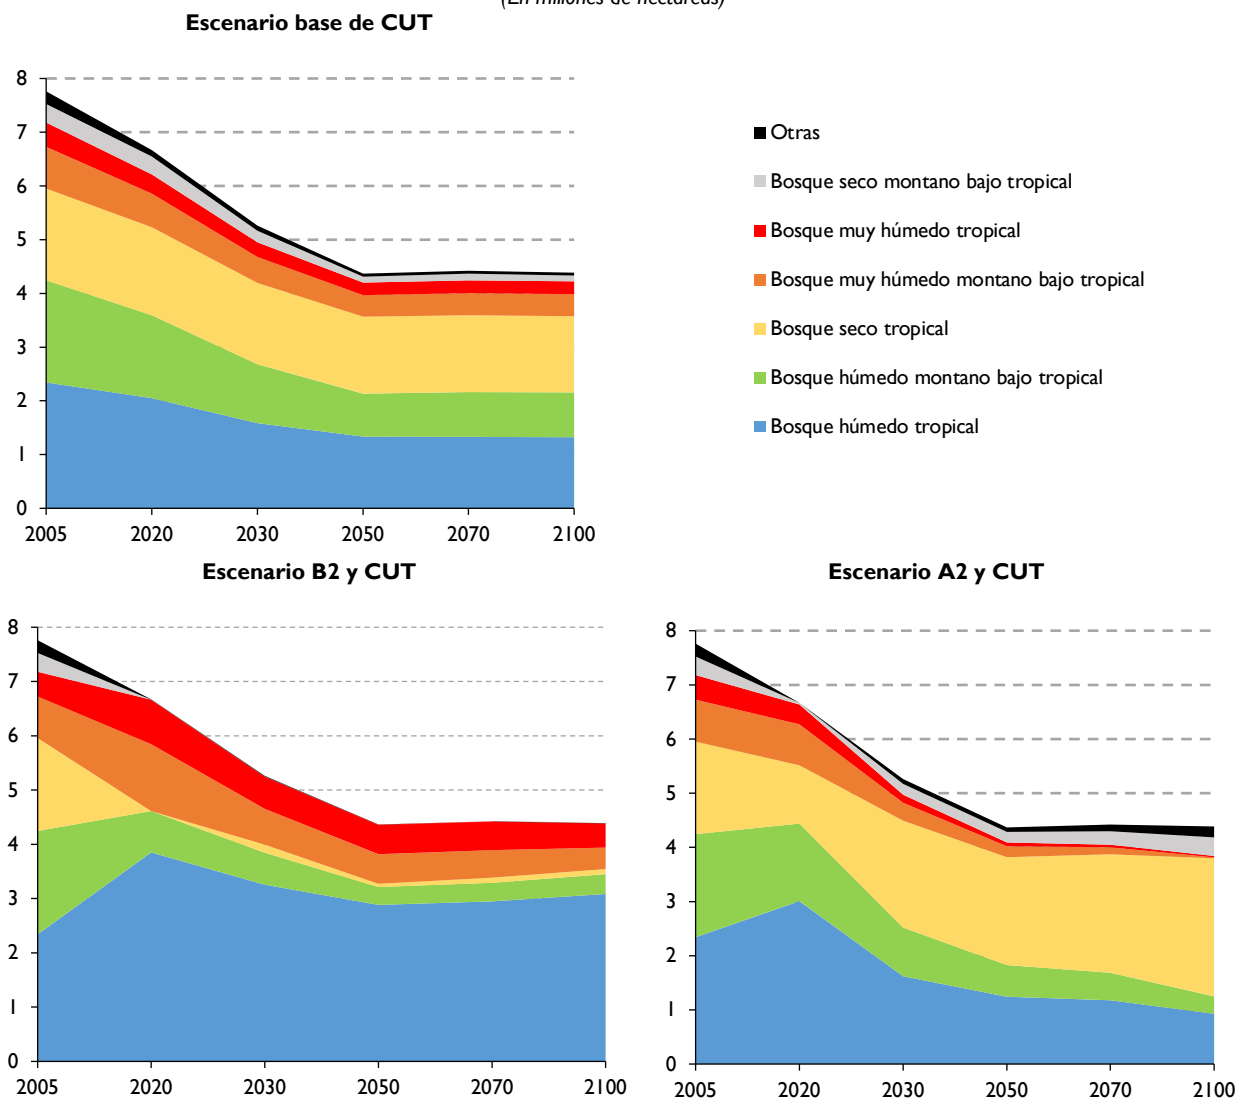 (En millones de hectáreas)
Escenario base de CUT
8
7
6
5
4
3
2
1
0
2005 2020 2030 2050 2070 2100
Otras
Bosque seco montano bajo tropical
Bosque muy húmedo tropical
Bosque muy húmedo montano bajo tropical
Bosque seco tropical
Bosque húmedo montano bajo tropical
Bosque húmedo tropical
Escenario B2 y CUT
8
7
6
5
4
3
2
1
0
2005 2020 2030 2050 2070 2100
Escenario A2 y CUT
8
7
6
5
4
3
2
1
0
2005 2020 2030 2050 2070 2100